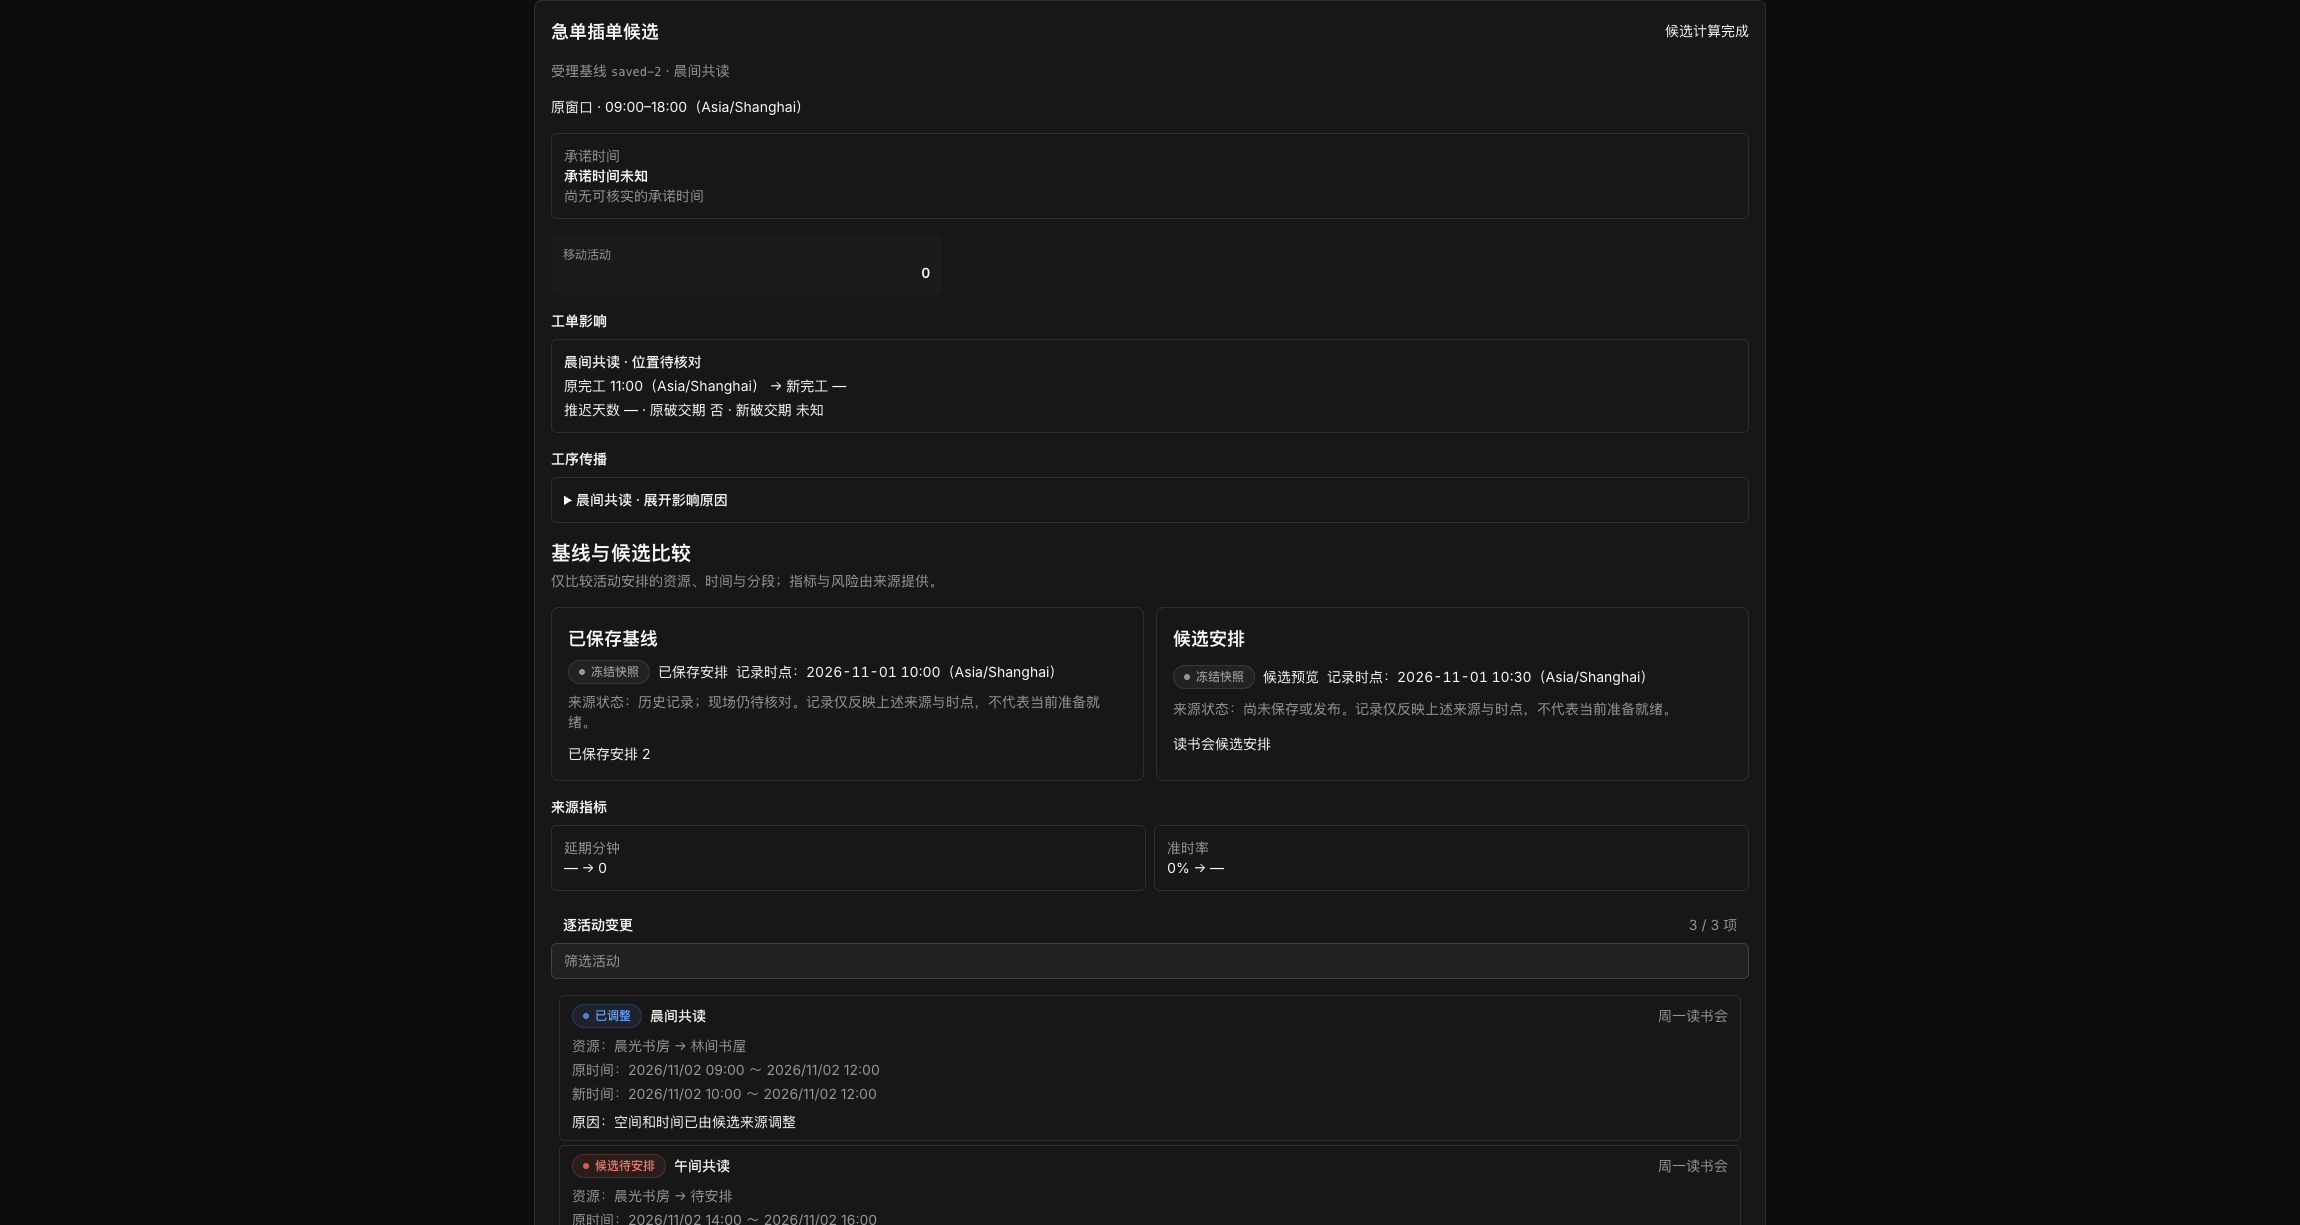 急单插单候选
候选计算完成
受理基线 saved-2 · 晨间共读
原窗口 · 09:00–18:00（Asia/Shanghai）
承诺时间
承诺时间未知
尚无可核实的承诺时间
移动活动
0
工单影响
晨间共读 · 位置待核对
原完工 11:00（Asia/Shanghai） → 新完工 —
推迟天数 — · 原破交期 否 · 新破交期 未知
工序传播
▶ 晨间共读 · 展开影响原因
基线与候选比较
仅比较活动安排的资源、时间与分段；指标与风险由来源提供。
已保存基线
冻结快照 已保存安排 记录时点：2026-11-01 10:00（Asia/Shanghai）
来源状态：历史记录；现场仍待核对。记录仅反映上述来源与时点，不代表当前准备就
绪。
已保存安排 2
候选安排
冻结快照 候选预览 记录时点：2026-11-01 10:30（Asia/Shanghai）
来源状态：尚未保存或发布。记录仅反映上述来源与时点，不代表当前准备就绪。
读书会候选安排
来源指标
延期分钟
— → 0
准时率
0% → —
逐活动变更
3 / 3 项
筛选活动
已调整 晨间共读
周一读书会
资源：晨光书房 → 林间书屋
原时间：2026/11/02 09:00 ～ 2026/11/02 12:00
新时间：2026/11/02 10:00 ～ 2026/11/02 12:00
原因：空间和时间已由候选来源调整
候选待安排 午间共读
周一读书会
资源：晨光书房 → 待安排
原时间：2026/11/02 14:00 ～ 2026/11/02 16:00